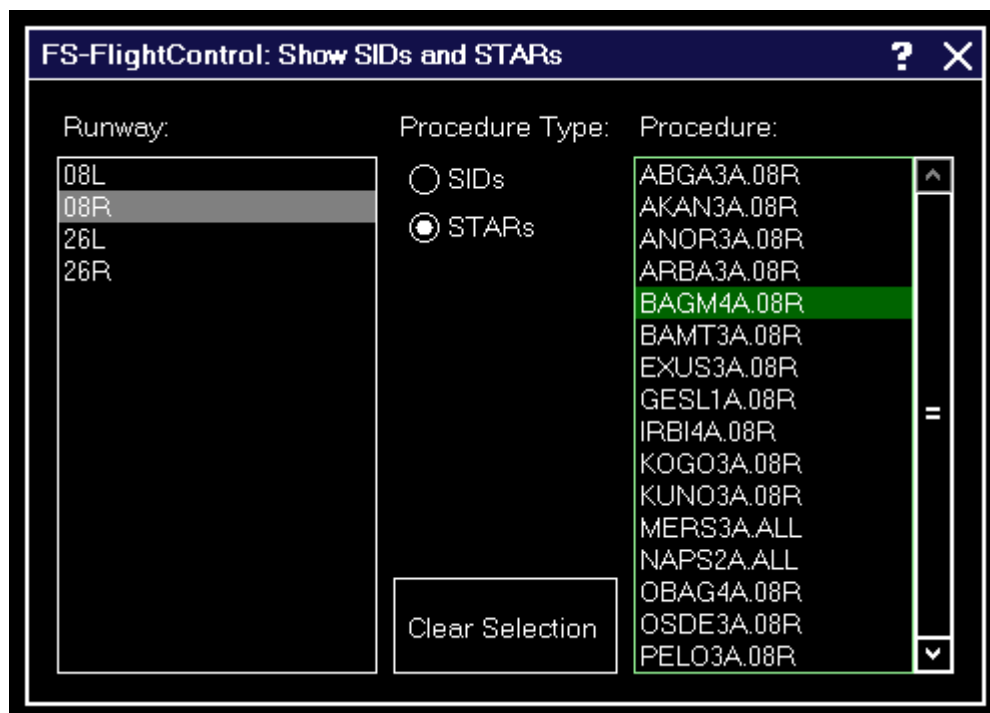 FS-FlightControl: Show SIDs and STARs ? X
Runway:
08L
08R
26L
26R
Procedure Type:
SIDs
STARs
Clear Selection
Procedure:
ABGA3A.08R
AKAN3A.08R
ANOR3A.08R
ARBA3A.08R
BAGM4A.08R
BAMT3A.08R
EXUS3A.08R
GESL1A.08R
IRBI4A.08R
KOGO3A.08R
KUNO3A.08R
MERS3A.ALL
NAPS2A.ALL
OBAG4A.08R
OSDE3A.08R
PELO3A.08R